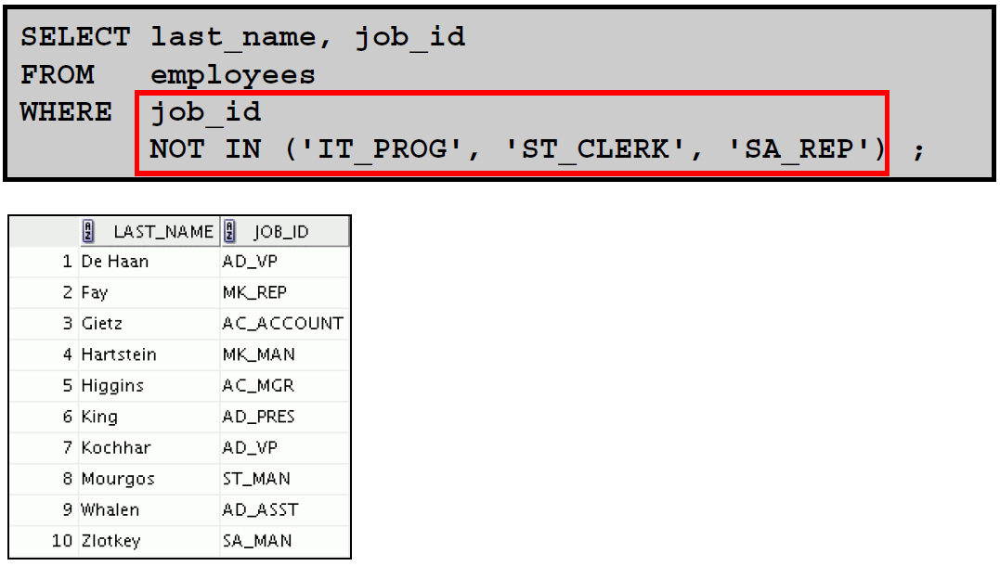 SELECT last_name, job_id
FROM employees
WHERE job_id
NOT IN ('IT_PROG', 'ST_CLERK', 'SA_REP') ;
LAST_NAME JOB_ID
1 De Haan AD_VP
2 Fay MK_REP
3 Gietz AC_ACCOUNT
4 Hartstein MK_MAN
5 Higgins AC_MGR
6 King AD_PRES
7 Kochhar AD_VP
8 Mourgos ST_MAN
9 Whalen AD_ASST
10 Zlotkey SA_MAN